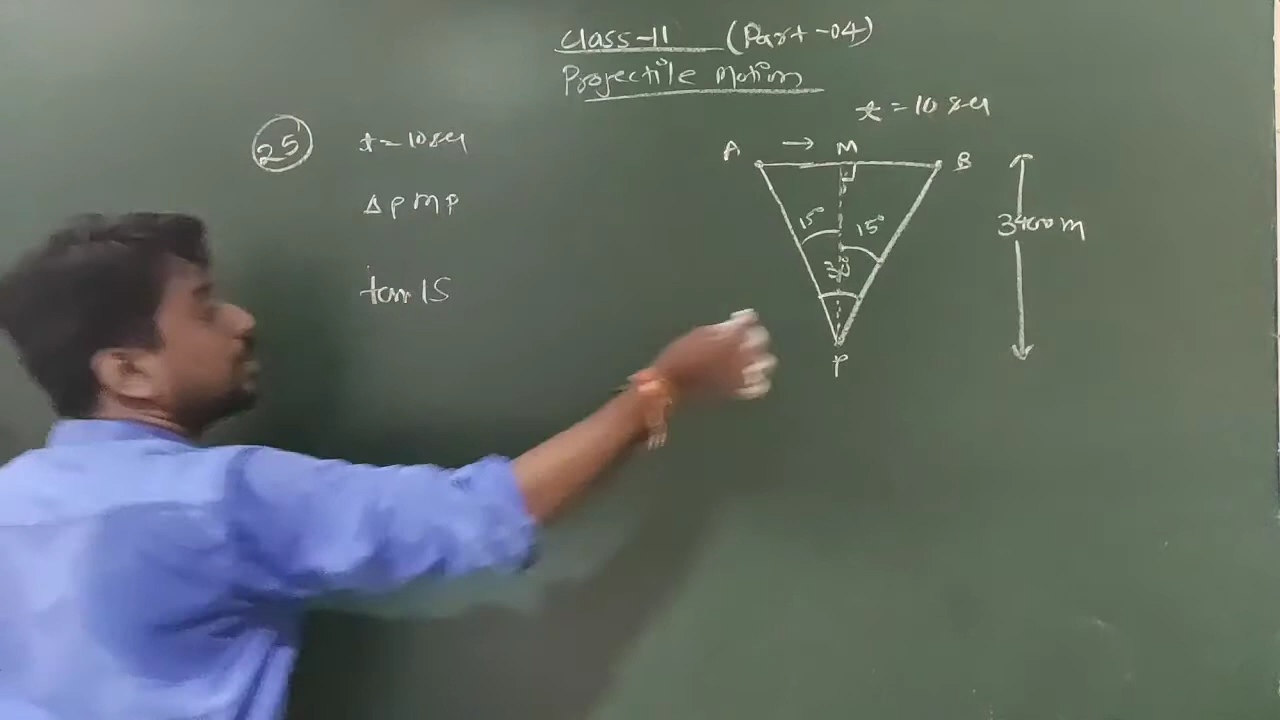 Class-11 (Part-04)
Projectile Motion
25 t = 10 sec
Δ PMP
tan 15
t = 10 sec
A → M B
15° 15°
30°
P
3400 m